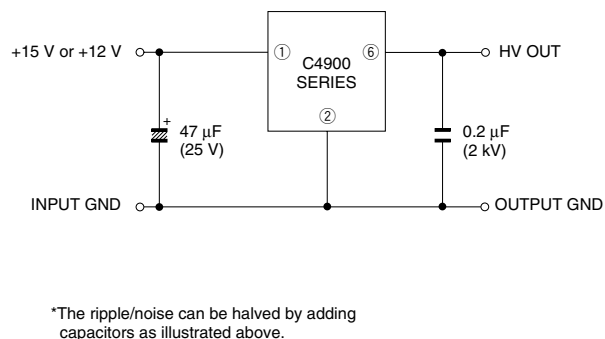 +15 V or +12 V
①
C4900
SERIES
⑥
HV OUT
②
+
47 μF
(25 V)
0.2 μF
(2 kV)
INPUT GND
OUTPUT GND
*The ripple/noise can be halved by adding
capacitors as illustrated above.